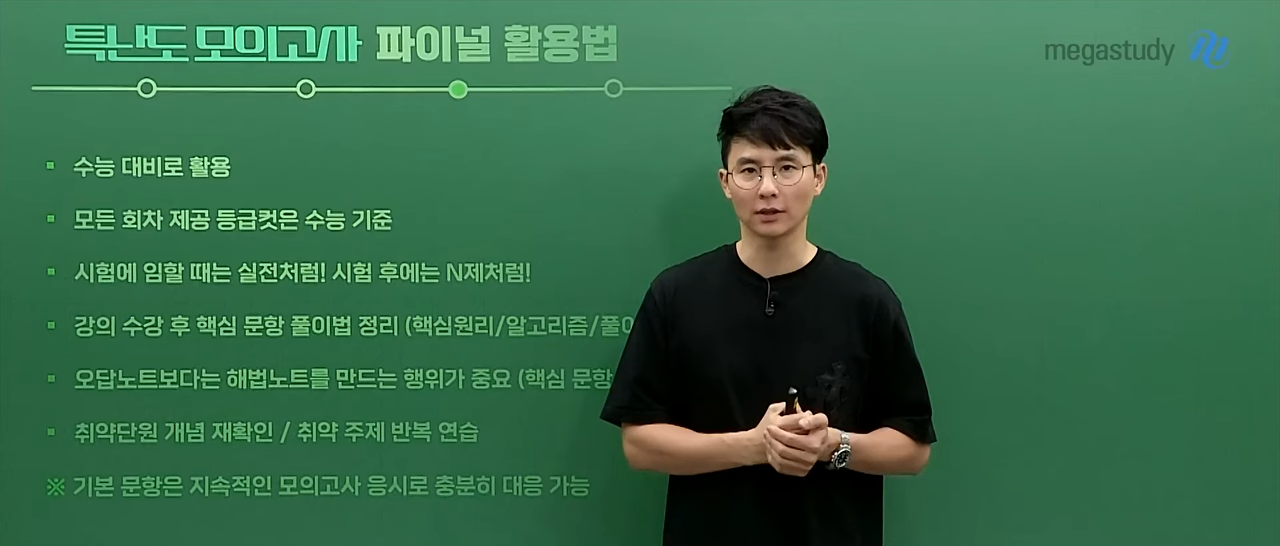 특난도 모의고사 파이널 활용법
megastudy
수능 대비로 활용
모든 회차 제공 등급컷은 수능 기준
시험에 임할 때는 실전처럼! 시험 후에는 N제처럼!
강의 수강 후 핵심 문항 풀이법 정리 (핵심원리/알고리즘/풀이
오답노트보다는 해법노트를 만드는 행위가 중요 (핵심 문항
취약단원 개념 재확인 / 취약 주제 반복 연습
※ 기본 문항은 지속적인 모의고사 응시로 충분히 대응 가능